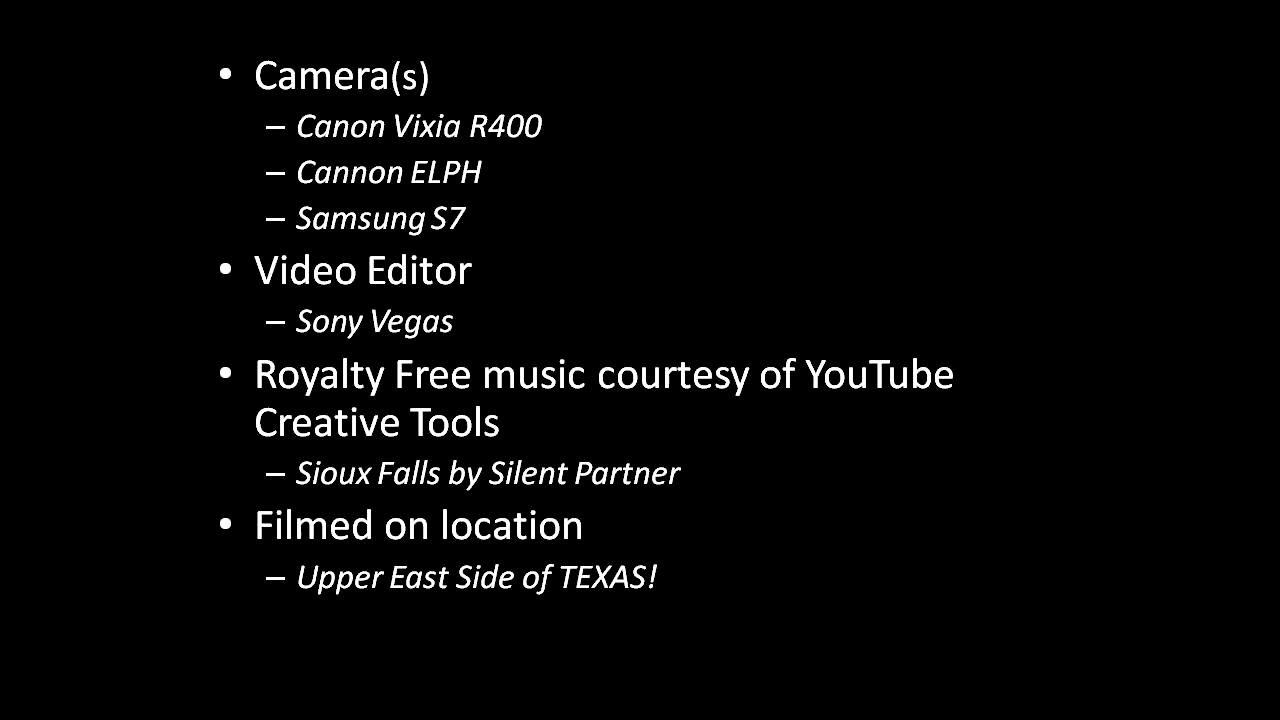 • Camera(s)
– Canon Vixia R400
– Cannon ELPH
– Samsung S7
• Video Editor
– Sony Vegas
• Royalty Free music courtesy of YouTube
Creative Tools
– Sioux Falls by Silent Partner
• Filmed on location
– Upper East Side of TEXAS!